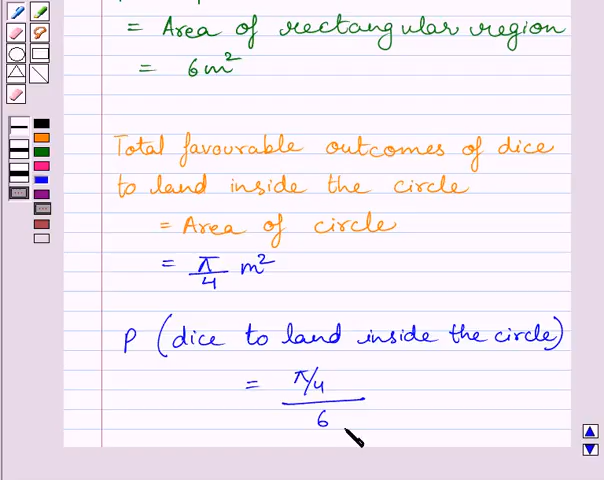 = Area of rectangular region
= 6m²
Total favourable outcomes of dice
to land inside the circle
= Area of circle
= π/4 m²
P (dice to land inside the circle)
= π/4
6